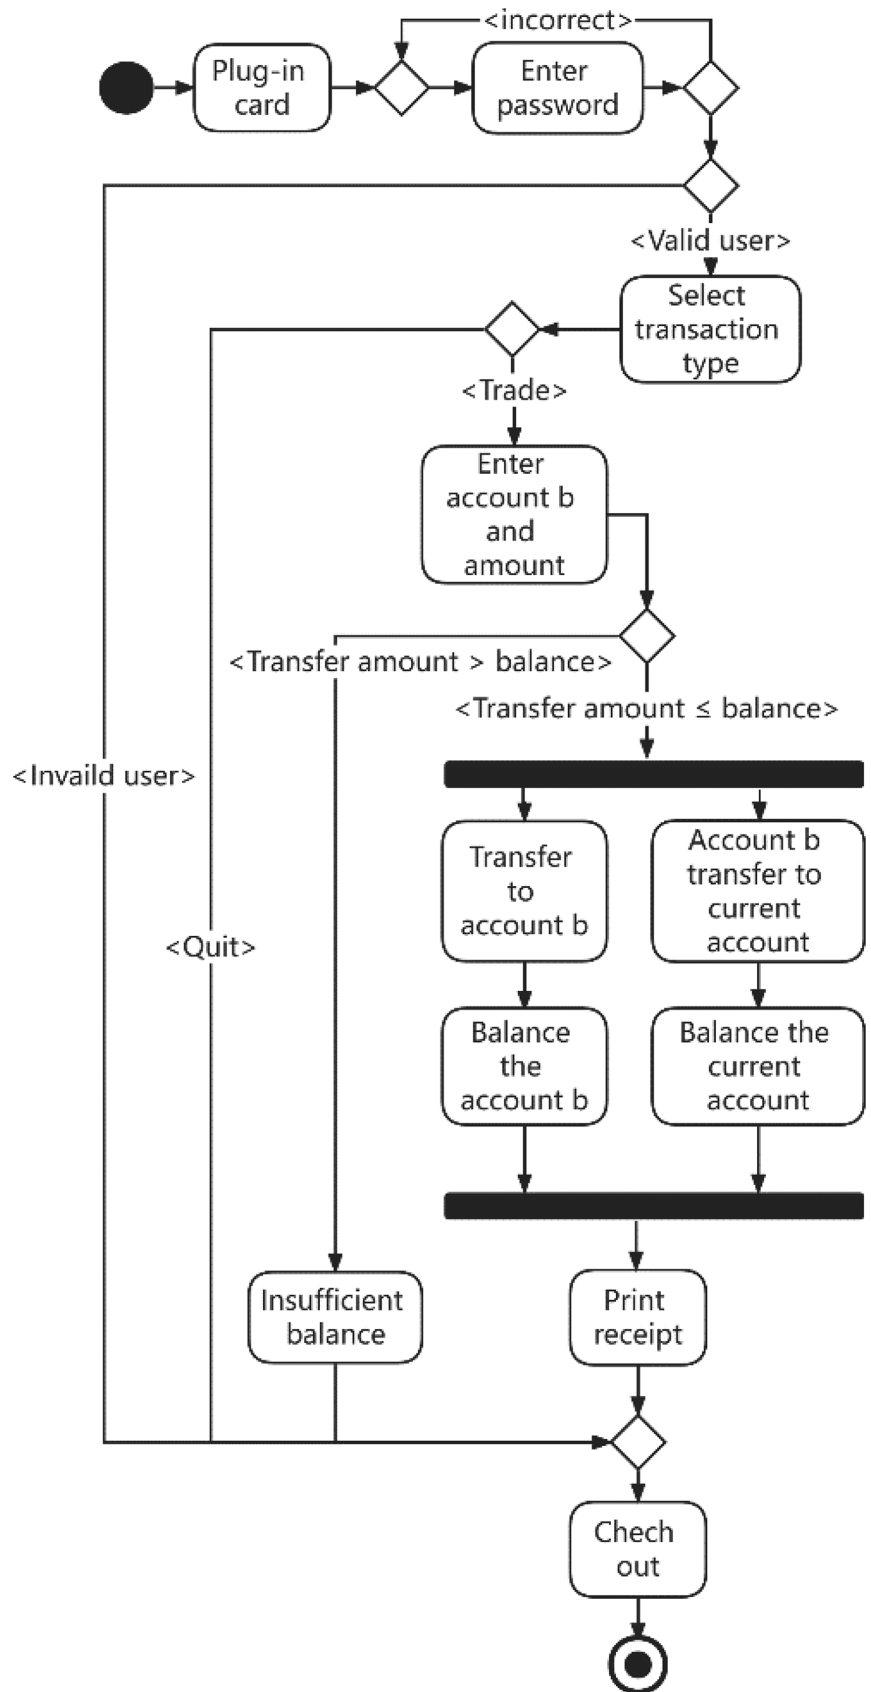 <incorrect>
Plug-in
card
Enter
password
<Valid user>
Select
transaction
type
<Trade>
Enter
account b
and
amount
<Transfer amount > balance>
<Transfer amount ≤ balance>
<Invaild user>
Transfer
to
account b
Account b
transfer to
current
account
<Quit>
Balance
the
account b
Balance the
current
account
Insufficient
balance
Print
receipt
Chech
out